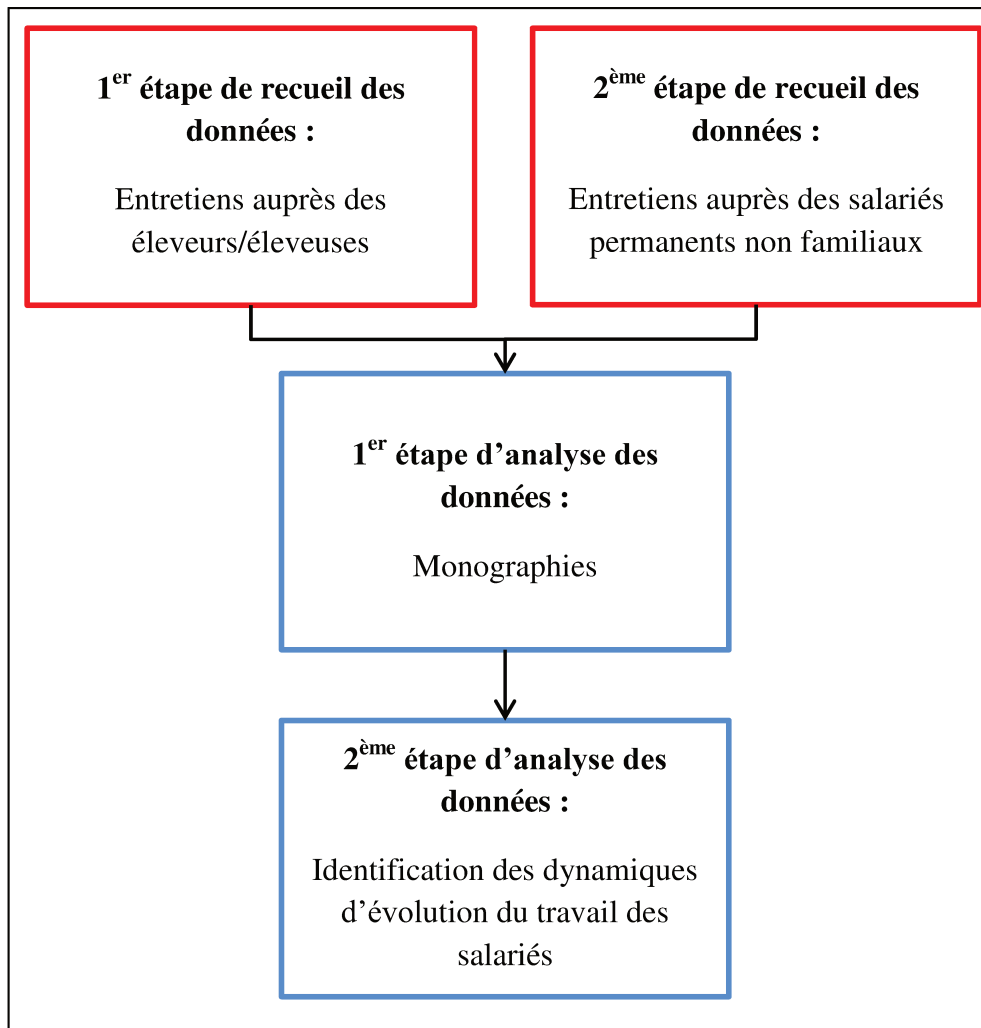 1er étape de recueil des
données :
Entretiens auprès des
éleveurs/éleveuses
2ème étape de recueil des
données :
Entretiens auprès des salariés
permanents non familiaux
1er étape d’analyse des
données :
Monographies
2ème étape d’analyse des
données :
Identification des dynamiques
d’évolution du travail des
salariés